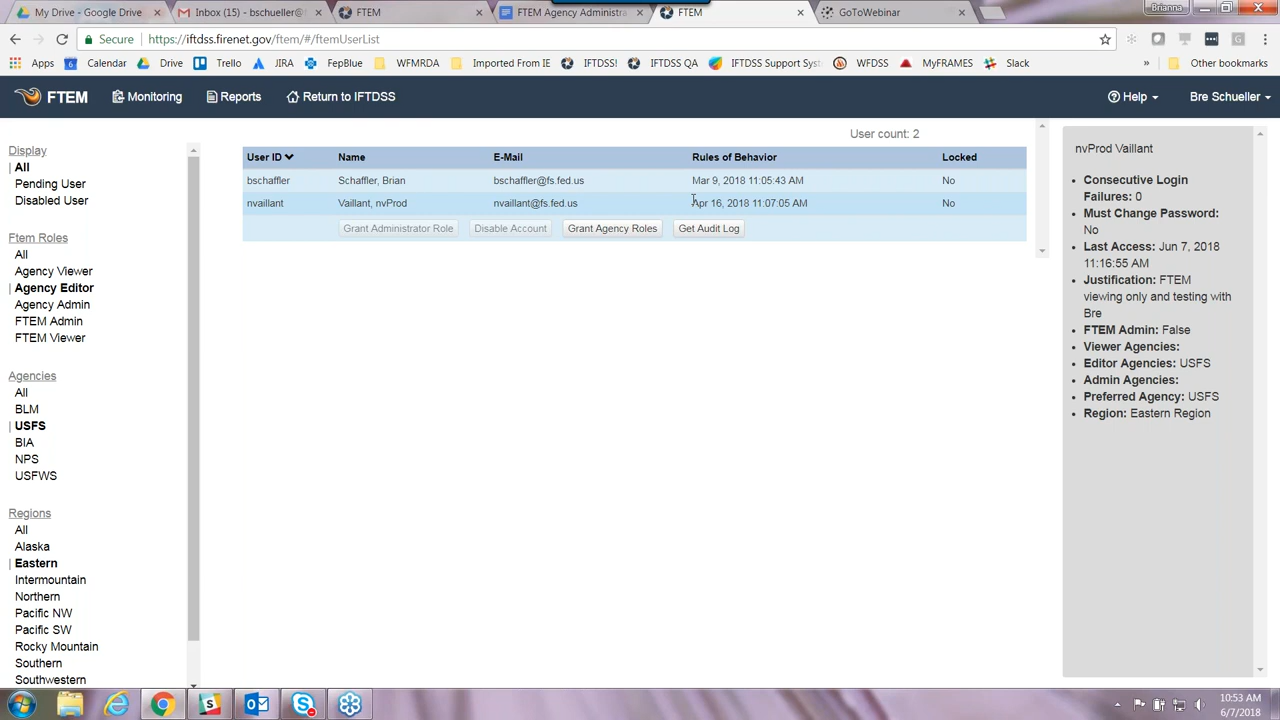 My Drive - Google Drive
Inbox (15) - bschueller@
FTEM
FTEM Agency Administra
FTEM
GoToWebinar
Brianna
Secure
https://iftdss.firenet.gov/ftem/#/ftemUserList
Apps
Calendar
Drive
Trello
JIRA
FepBlue
WFMRDA
Imported From IE
IFTDSS!
IFTDSS QA
IFTDSS Support Syst
WFDSS
MyFRAMES
Slack
»
Other bookmarks
FTEM
Monitoring
Reports
Return to IFTDSS
Help
Bre Schueller
Display
All
Pending User
Disabled User
Ftem Roles
All
Agency Viewer
Agency Editor
Agency Admin
FTEM Admin
FTEM Viewer
Agencies
All
BLM
USFS
BIA
NPS
USFWS
Regions
All
Alaska
Eastern
Intermountain
Northern
Pacific NW
Pacific SW
Rocky Mountain
Southern
Southwestern
User count: 2
User ID Name E-Mail Rules of Behavior Locked
bschaffler Schaffler, Brian bschaffler@fs.fed.us Mar 9, 2018 11:05:43 AM No
nvaillant Vaillant, nvProd nvaillant@fs.fed.us Apr 16, 2018 11:07:05 AM No
Grant Administrator Role Disable Account Grant Agency Roles Get Audit Log
nvProd Vaillant
• Consecutive Login
Failures: 0
• Must Change Password:
No
• Last Access: Jun 7, 2018
11:16:55 AM
• Justification: FTEM
viewing only and testing with
Bre
• FTEM Admin: False
• Viewer Agencies:
• Editor Agencies: USFS
• Admin Agencies:
• Preferred Agency: USFS
• Region: Eastern Region
10:53 AM
6/7/2018